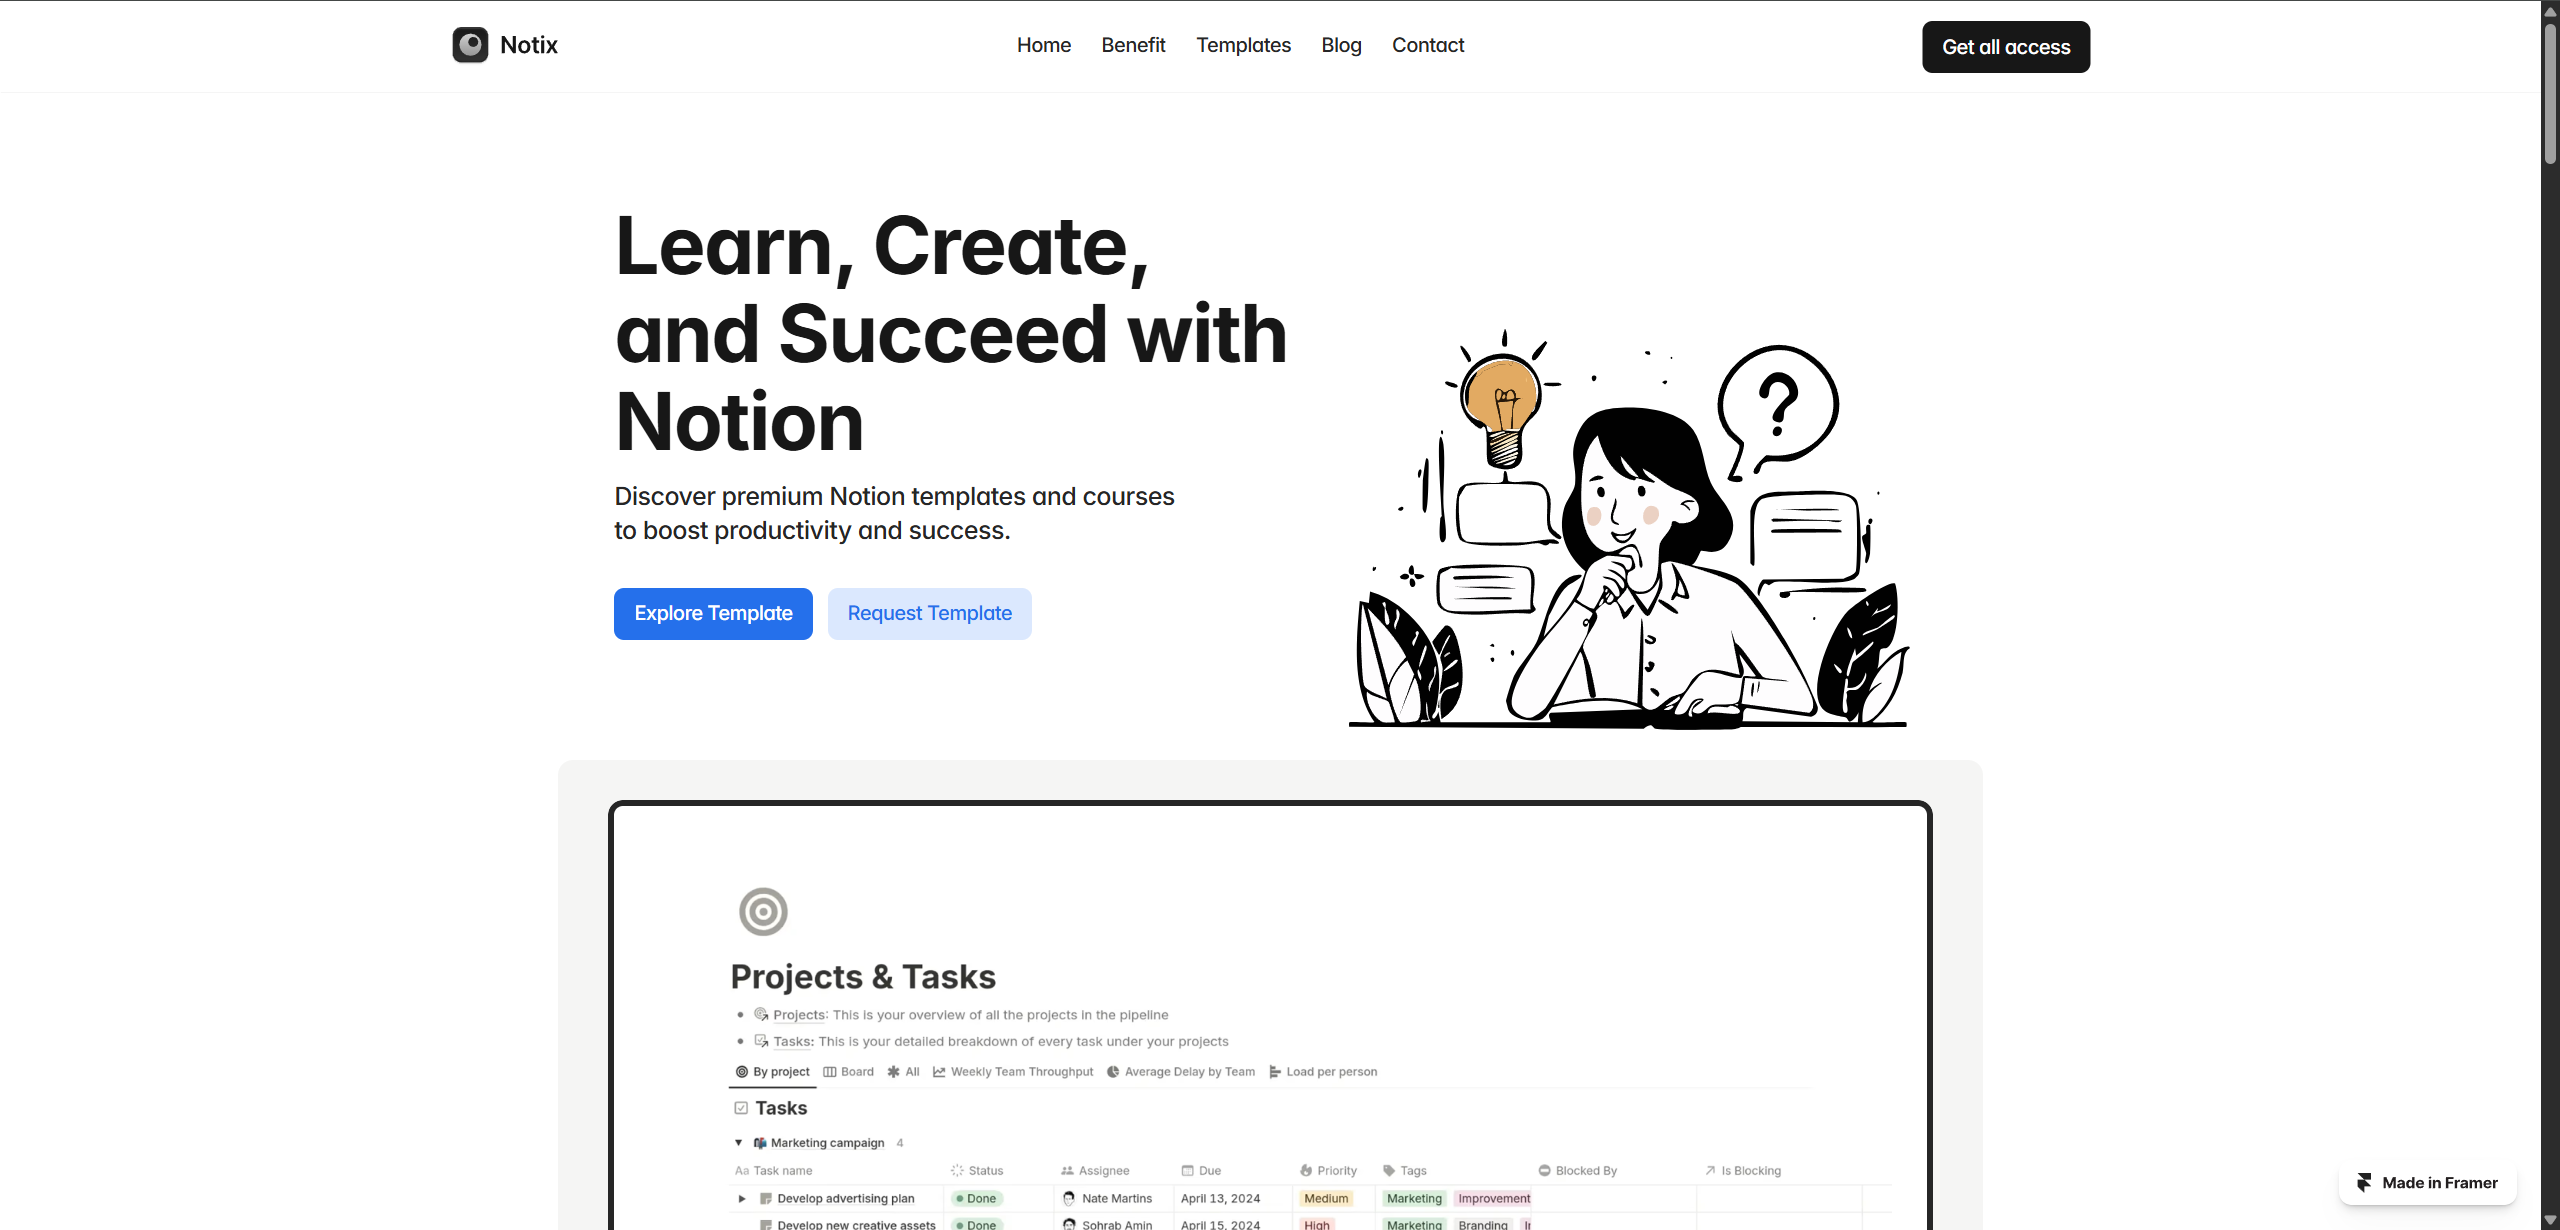 Notix
Home Benefit Templates Blog Contact
Get all access
Learn, Create,
and Succeed with
Notion
Discover premium Notion templates and courses
to boost productivity and success.
Explore Template Request Template
?
Projects & Tasks
Projects: This is your overview of all the projects in the pipeline
Tasks: This is your detailed breakdown of every task under your projects
By project Board All Weekly Team Throughput Average Delay by Team Load per person
Tasks
Marketing campaign 4
Aa Task name Status Assignee Due Priority Tags Blocked By Is Blocking
Develop advertising plan Done Nate Martins April 13, 2024 Medium Marketing Improvement
Develop new creative assets Done Sohrab Amin April 15, 2024 High Marketing Branding
Made in Framer